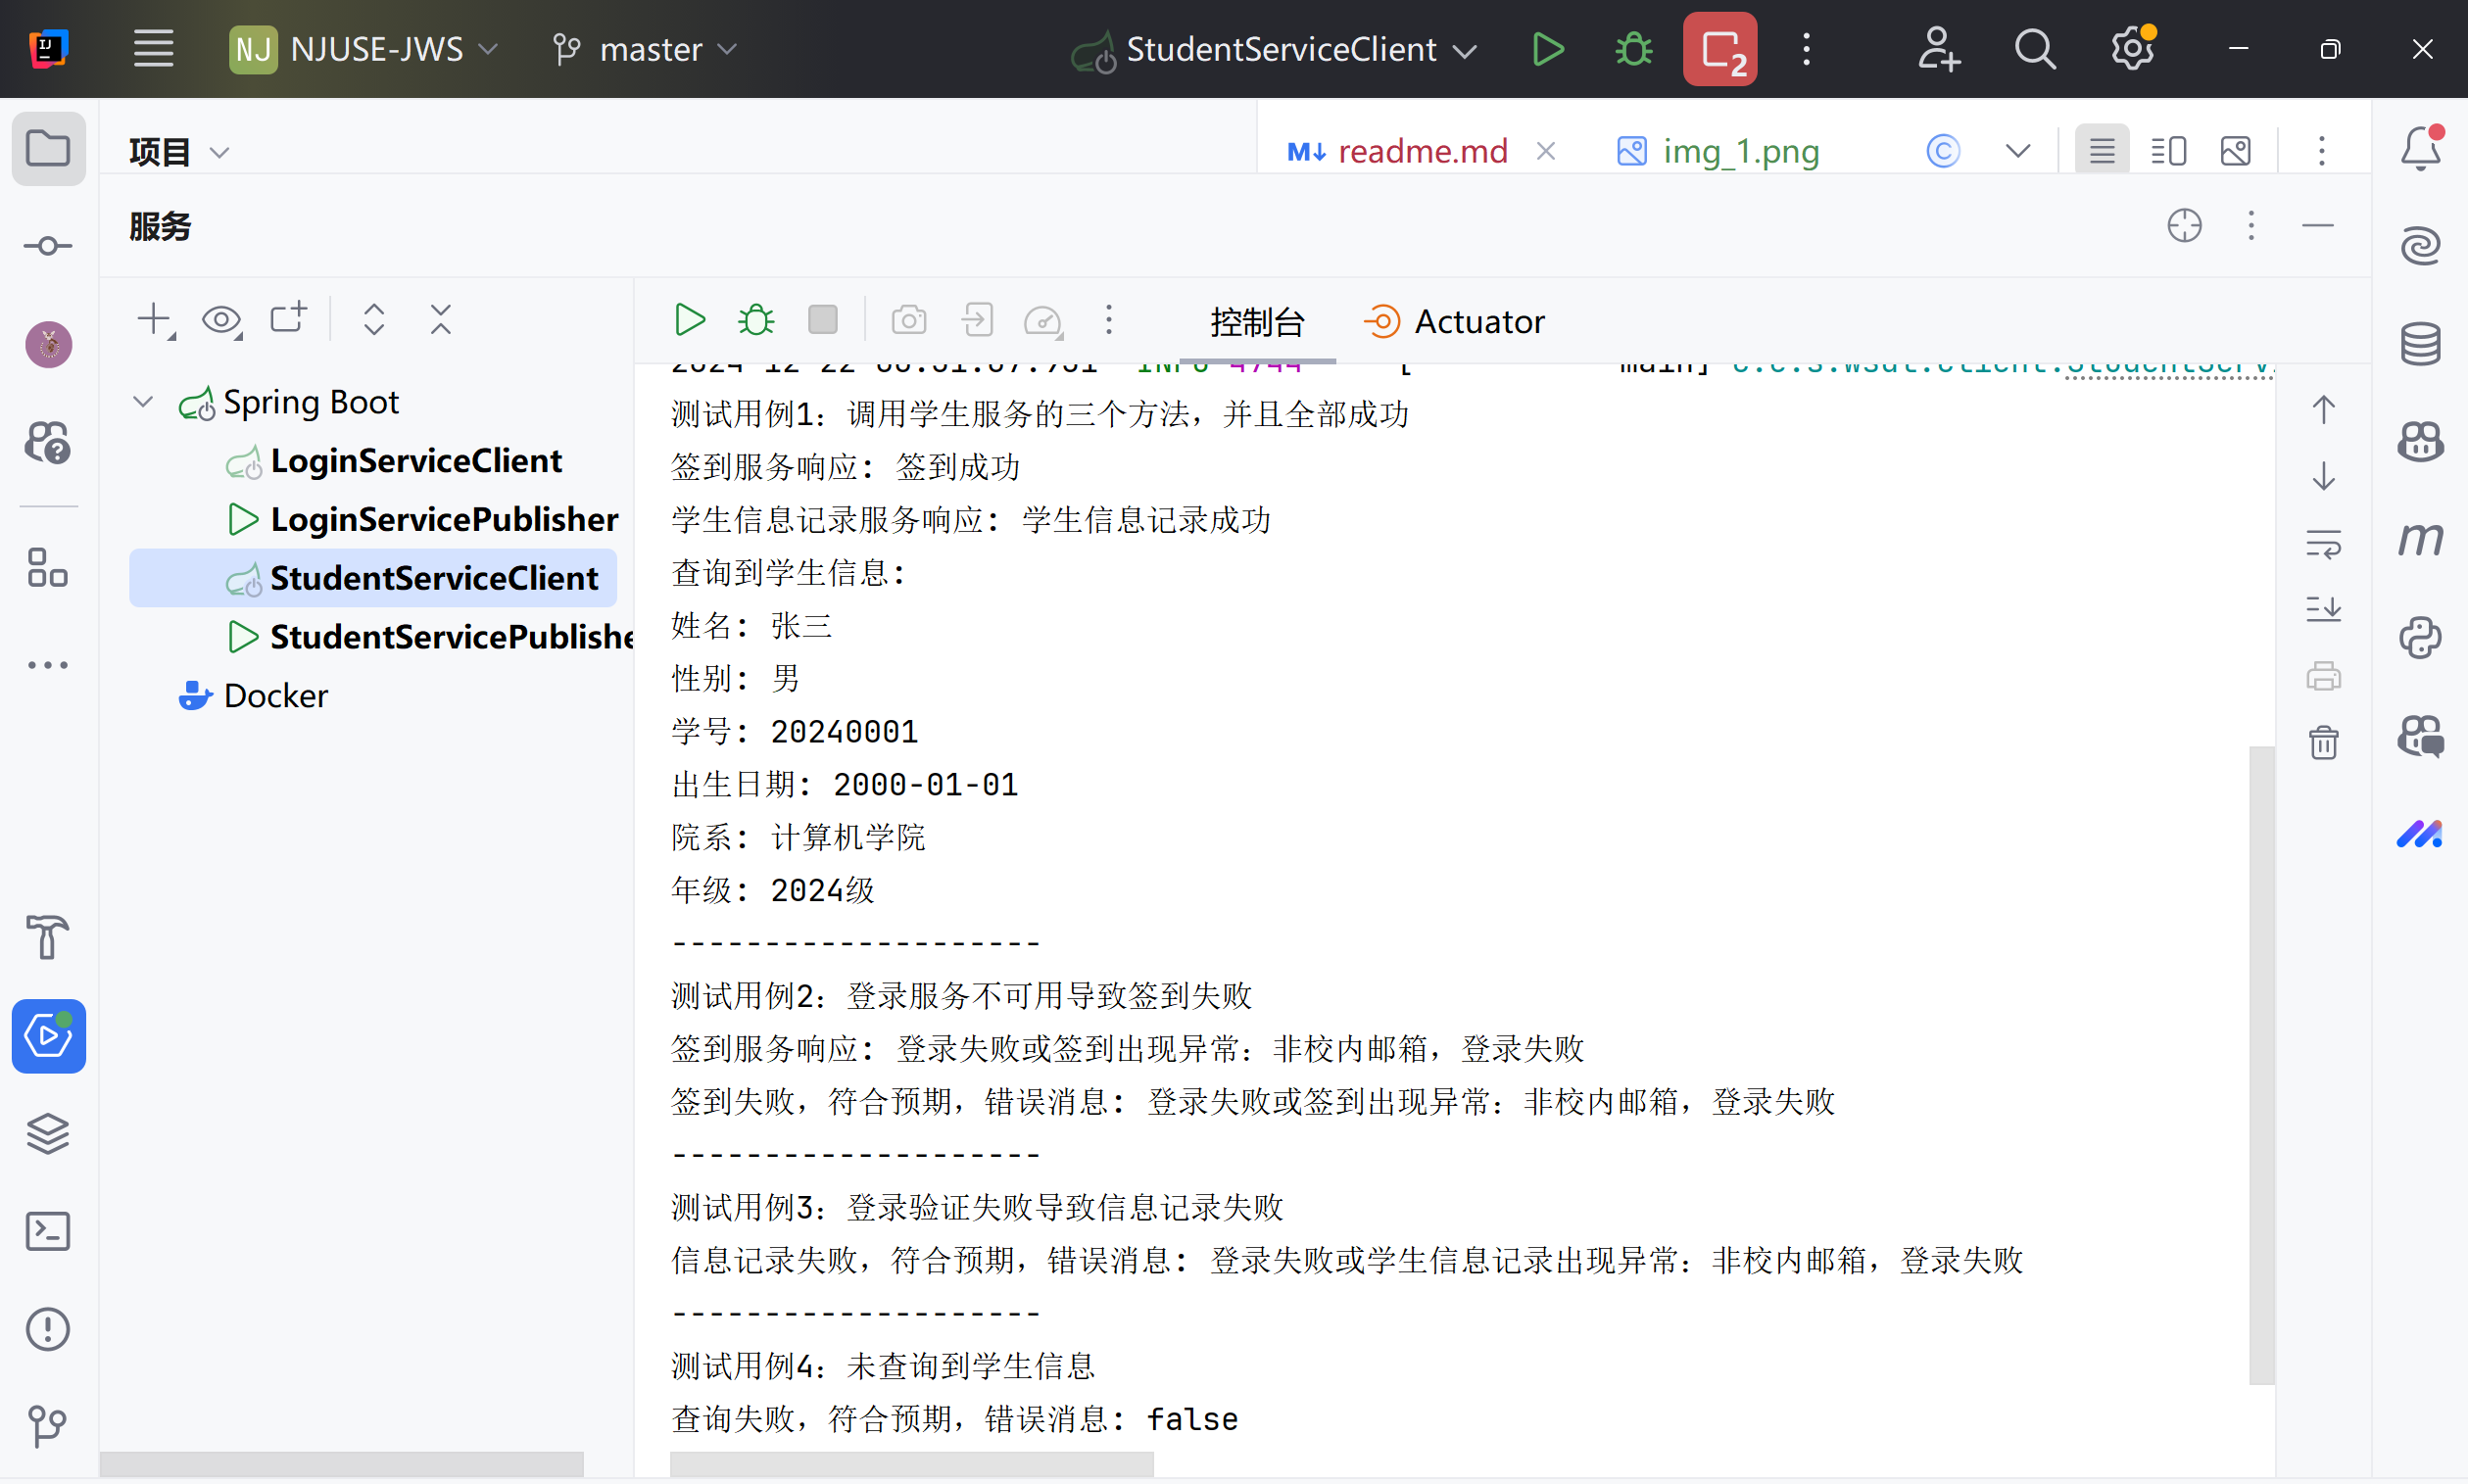 NJ NJUSE-JWS master StudentServiceClient 2
项目 readme.md img_1.png
服务
控制台 Actuator
Spring Boot
LoginServiceClient
LoginServicePublisher
StudentServiceClient
StudentServicePublishe
Docker
测试用例1：调用学生服务的三个方法，并且全部成功
签到服务响应: 签到成功
学生信息记录服务响应: 学生信息记录成功
查询到学生信息:
姓名: 张三
性别: 男
学号: 20240001
出生日期: 2000-01-01
院系: 计算机学院
年级: 2024级
--------------------
测试用例2：登录服务不可用导致签到失败
签到服务响应: 登录失败或签到出现异常：非校内邮箱，登录失败
签到失败，符合预期，错误消息: 登录失败或签到出现异常：非校内邮箱，登录失败
--------------------
测试用例3：登录验证失败导致信息记录失败
信息记录失败，符合预期，错误消息: 登录失败或学生信息记录出现异常：非校内邮箱，登录失败
--------------------
测试用例4：未查询到学生信息
查询失败，符合预期，错误消息: false